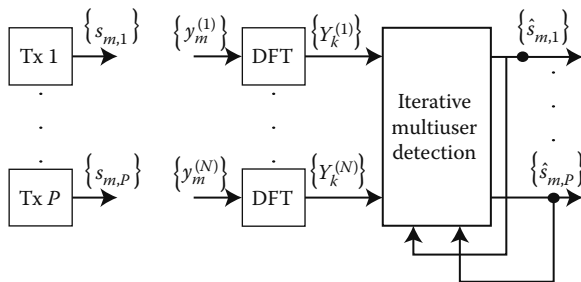 {s_{m,1}}
{y_m^{(1)}}
{Y_k^{(1)}}
{ŝ_{m,1}}
Tx 1
DFT
Iterative
multiuser
detection
{s_{m,P}}
{y_m^{(N)}}
{Y_k^{(N)}}
{ŝ_{m,P}}
Tx P
DFT